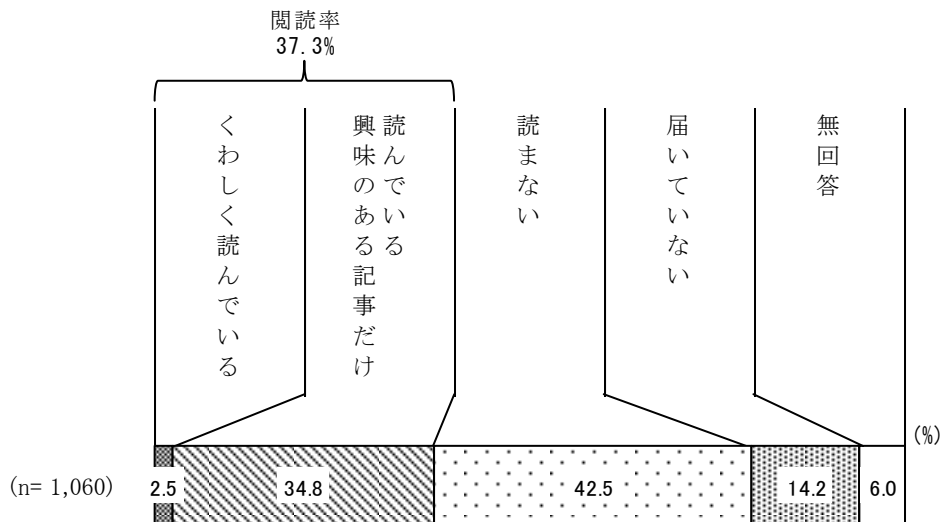 閲読率
37.3%
くわしく読んでいる
興味のある記事だけ
読んでいる
読まない
届いていない
無回答
(%)
(n= 1,060)
2.5
34.8
42.5
14.2
6.0